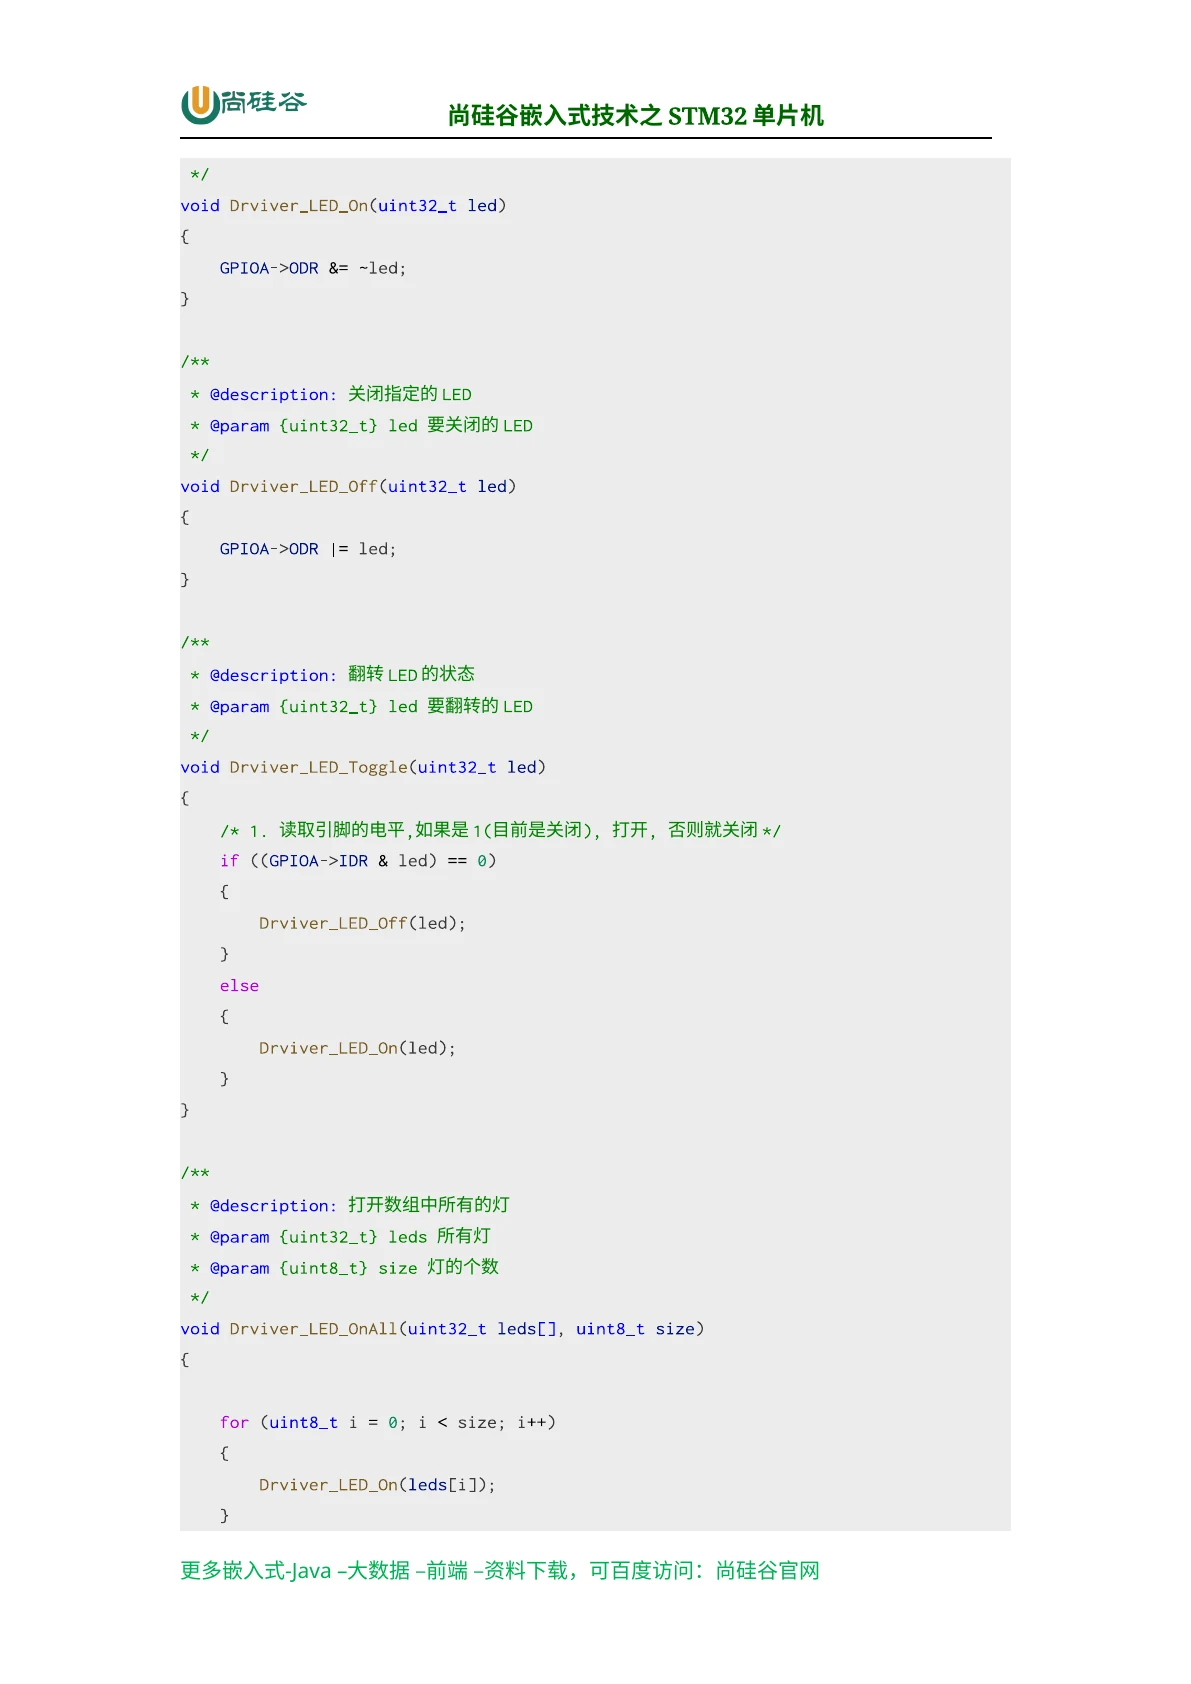 尚硅谷
尚硅谷嵌入式技术之 STM32 单片机
 */
void Drviver_LED_On(uint32_t led)
{
    GPIOA->ODR &= ~led;
}

/**
 * @description: 关闭指定的 LED
 * @param {uint32_t} led 要关闭的 LED
 */
void Drviver_LED_Off(uint32_t led)
{
    GPIOA->ODR |= led;
}

/**
 * @description: 翻转 LED 的状态
 * @param {uint32_t} led 要翻转的 LED
 */
void Drviver_LED_Toggle(uint32_t led)
{
    /* 1. 读取引脚的电平,如果是 1(目前是关闭), 打开, 否则就关闭 */
    if ((GPIOA->IDR & led) == 0)
    {
        Drviver_LED_Off(led);
    }
    else
    {
        Drviver_LED_On(led);
    }
}

/**
 * @description: 打开数组中所有的灯
 * @param {uint32_t} leds 所有灯
 * @param {uint8_t} size 灯的个数
 */
void Drviver_LED_OnAll(uint32_t leds[], uint8_t size)
{

    for (uint8_t i = 0; i < size; i++)
    {
        Drviver_LED_On(leds[i]);
    }
更多嵌入式-Java –大数据 –前端 –资料下载，可百度访问：尚硅谷官网